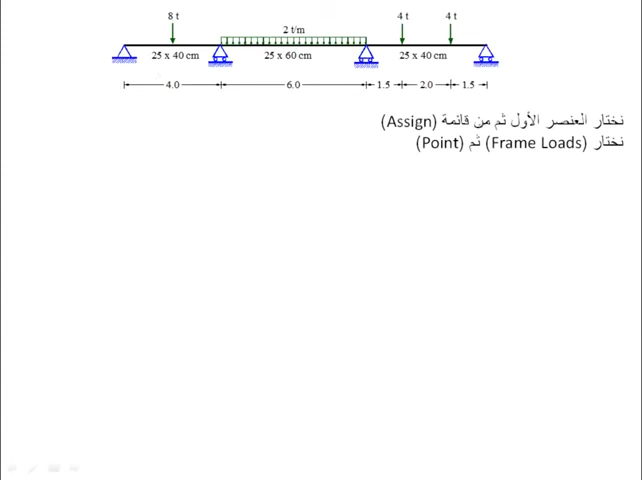 8 t
2 t/m
4 t 4 t
25 x 40 cm 25 x 60 cm 25 x 40 cm
4.0 6.0 1.5 2.0 1.5
نختار العنصر الأول ثم من قائمة (Assign)
نختار (Frame Loads) ثم (Point)